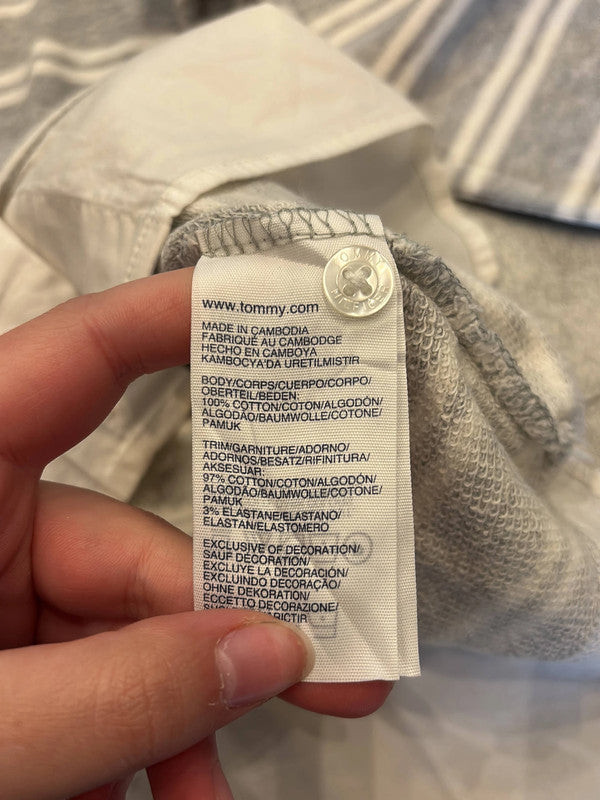 TOMMY
HILFIGER
www.tommy.com
MADE IN CAMBODIA
FABRIQUÉ AU CAMBODGE
HECHO EN CAMBOYA
KAMBOÇYA'DA URETILMISTIR
BODY/CORPS/CUERPO/CORPO/
OBERTEIL/BEDEN:
100% COTTON/COTON/ALGODÓN/
ALGODÃO/BAUMWOLLE/COTONE/
PAMUK
TRIM/GARNITURE/ADORNO/
ADORNOS/BESATZ/RIFINITURA/
AKSESUAR:
97% COTTON/COTON/ALGODÓN/
ALGODÃO/BAUMWOLLE/COTONE/
PAMUK
3% ELASTANE/ELASTANO/
ELASTAN/ELASTOMERO
EXCLUSIVE OF DECORATION/
SAUF DÉCORATION/
EXCLUYE LA DECORACIÓN/
EXCLUINDO DECORAÇÃO/
OHNE DEKORATION/
ECCETTO DECORAZIONE/